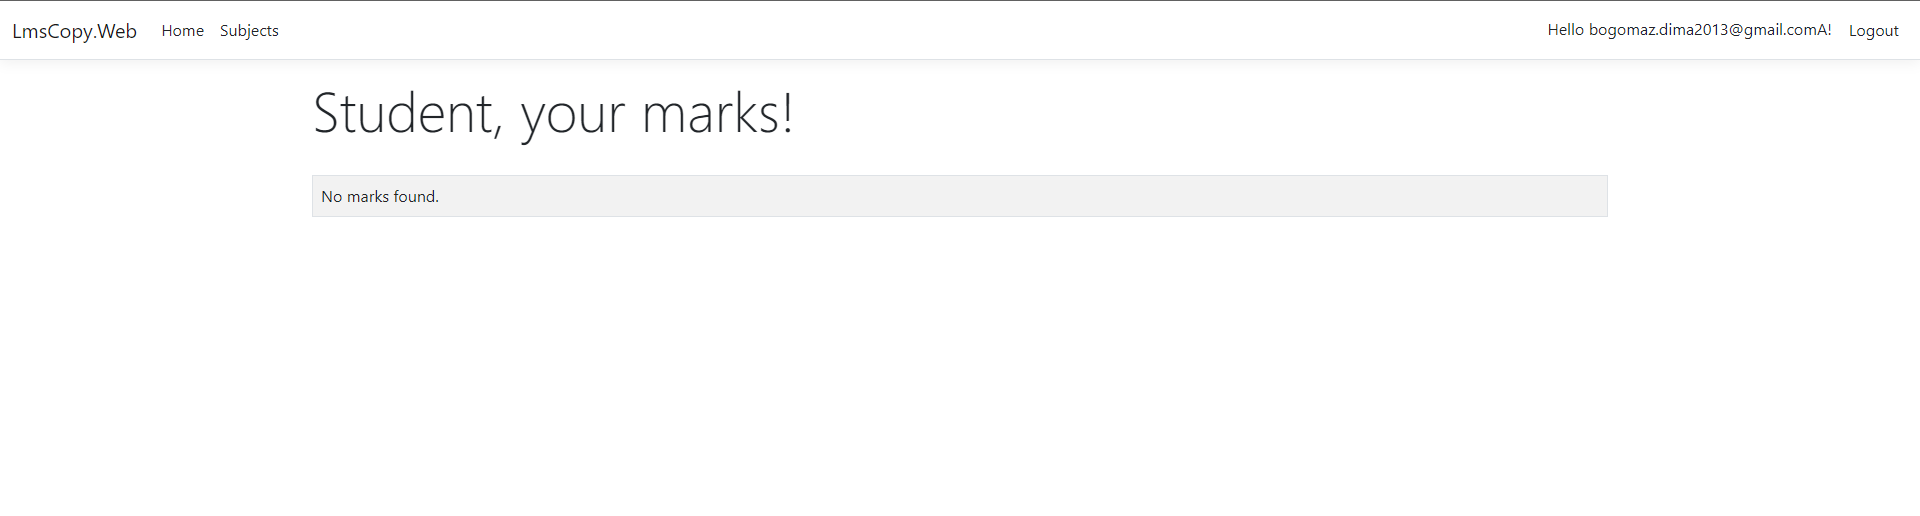 LmsCopy.Web Home Subjects Hello bogomaz.dima2013@gmail.comA! Logout
Student, your marks!
No marks found.